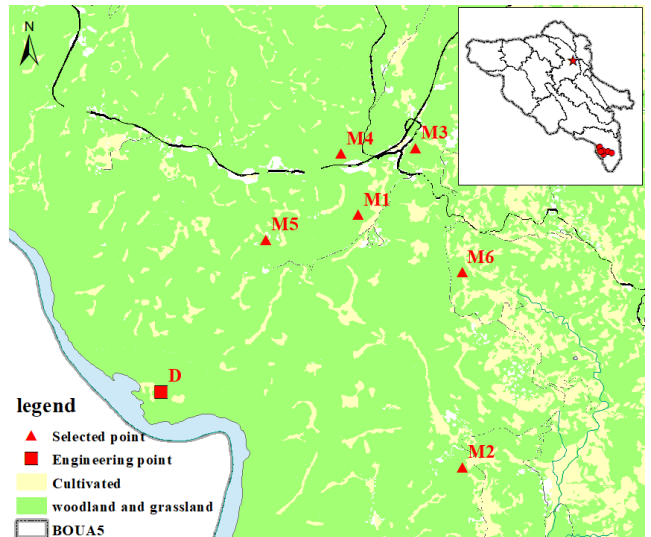 N
M4
M3
M1
M5
M6
D
M2
legend
Selected point
Engineering point
Cultivated
woodland and grassland
BOUA5